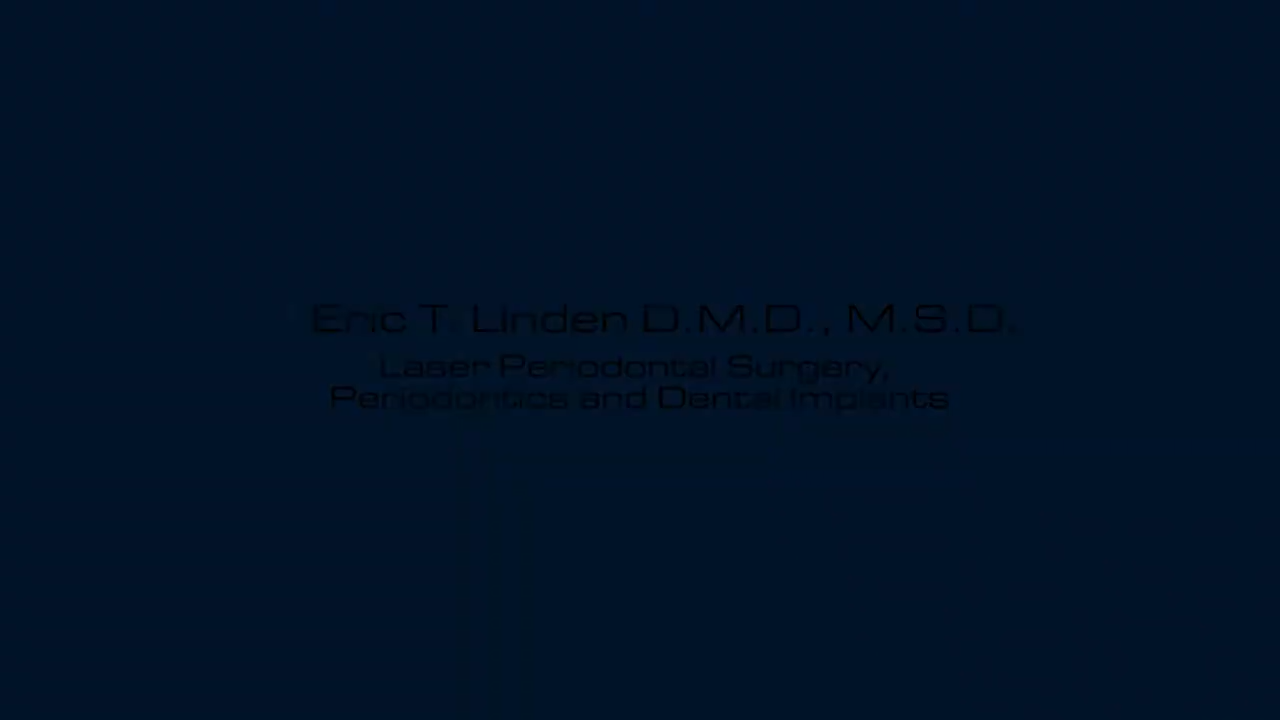 Eric T. Linden D.M.D., M.S.D.
Laser Periodontal Surgery,
Periodontics and Dental Implants